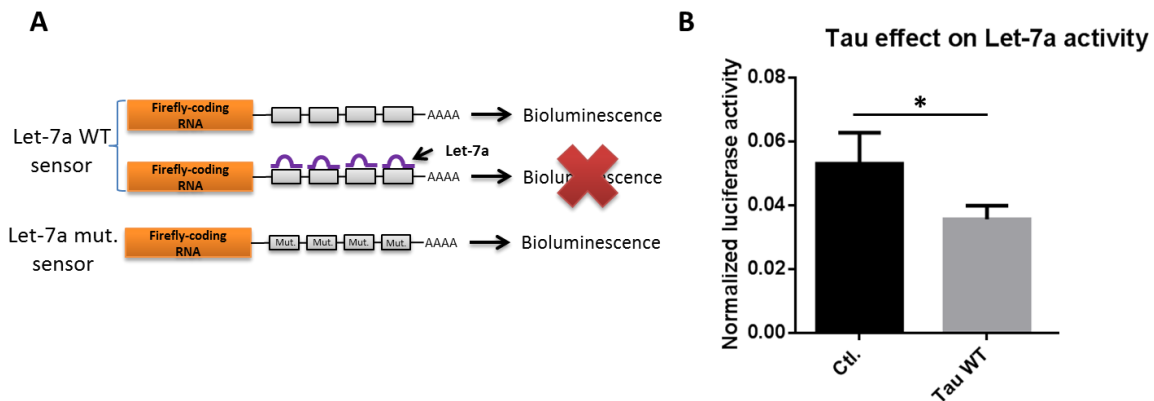 A
Let-7a WT
sensor
Firefly-coding
RNA
AAAA
Bioluminescence
Let-7a
Firefly-coding
RNA
AAAA
Bioluminescence
Let-7a mut.
sensor
Firefly-coding
RNA
Mut. Mut. Mut. Mut.
AAAA
Bioluminescence
B
Tau effect on Let-7a activity
Normalized luciferase activity
0.08
0.06
0.04
0.02
0.00
*
Ctl.
Tau WT